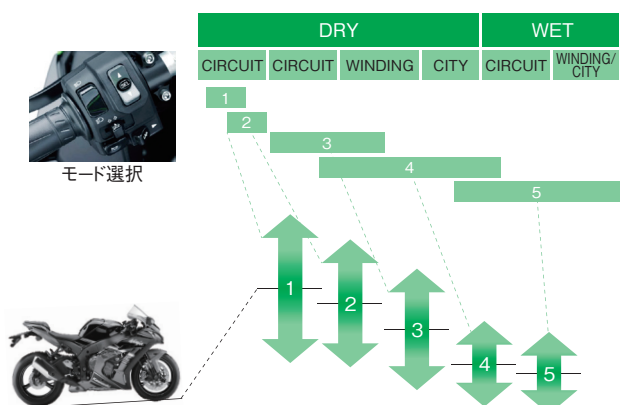 DRY
WET
CIRCUIT
CIRCUIT
WINDING
CITY
CIRCUIT
WINDING/
CITY
1
2
3
4
5
モード選択
1
2
3
4
5